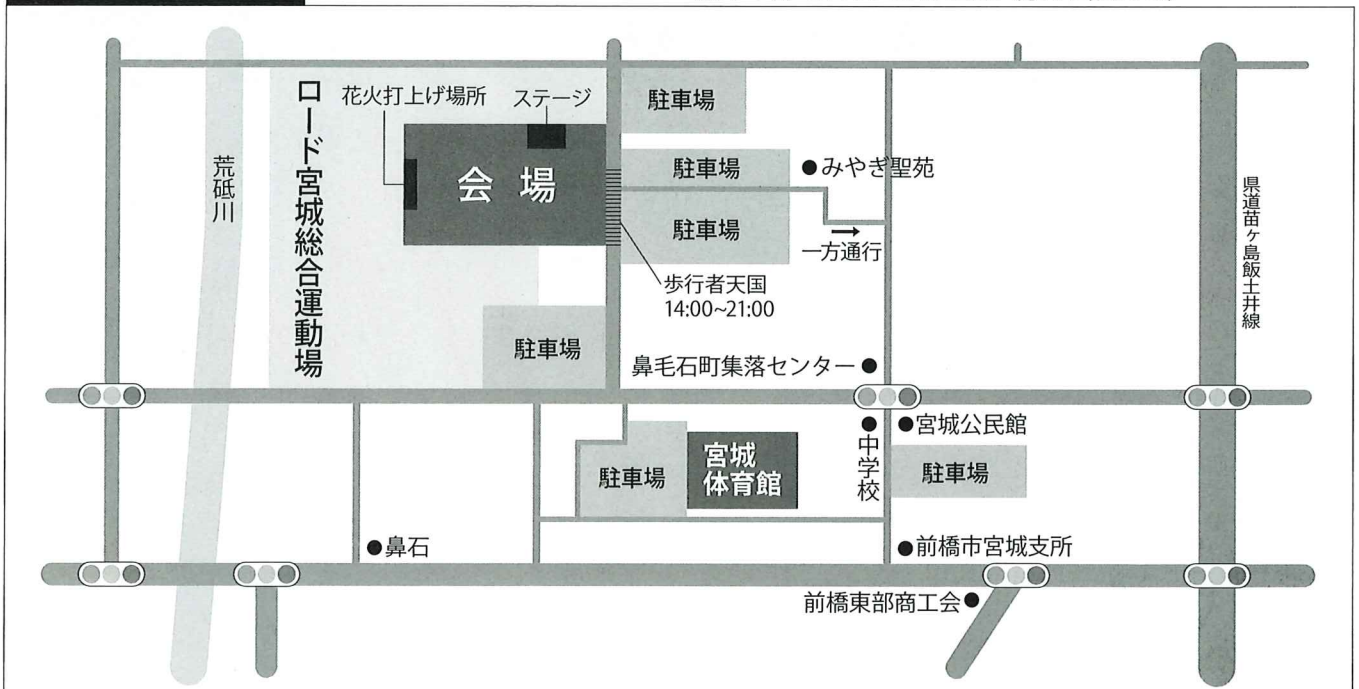 花火打上げ場所
ステージ
駐車場
ロード宮城総合運動場
荒砥川
会場
駐車場
みやぎ聖苑
駐車場
一方通行
県道苗ヶ島飯土井線
歩行者天国
14:00~21:00
駐車場
鼻毛石町集落センター
宮城公民館
中学校
宮城
体育館
駐車場
駐車場
鼻石
前橋市宮城支所
前橋東部商工会